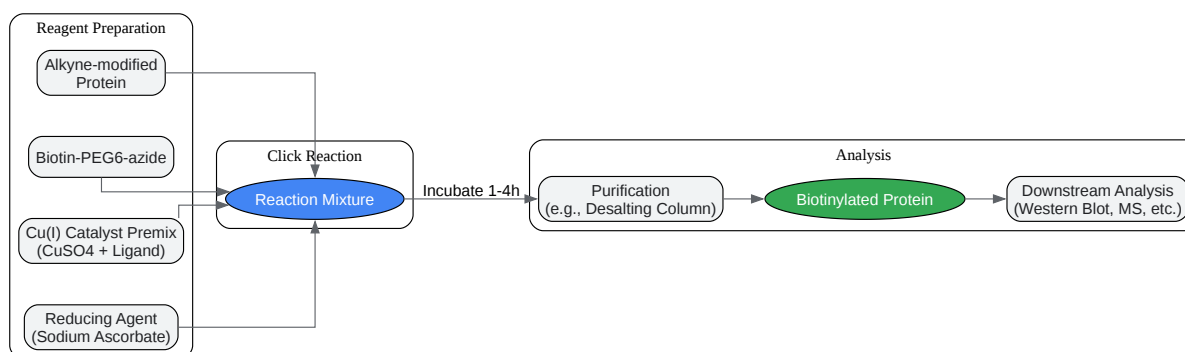 Reagent Preparation
Alkyne-modified
Protein
Biotin-PEG6-azide
Cu(I) Catalyst Premix
(CuSO4 + Ligand)
Reducing Agent
(Sodium Ascorbate)
Click Reaction
Reaction Mixture
Incubate 1-4h
Analysis
Purification
(e.g., Desalting Column)
Biotinylated Protein
Downstream Analysis
(Western Blot, MS, etc.)